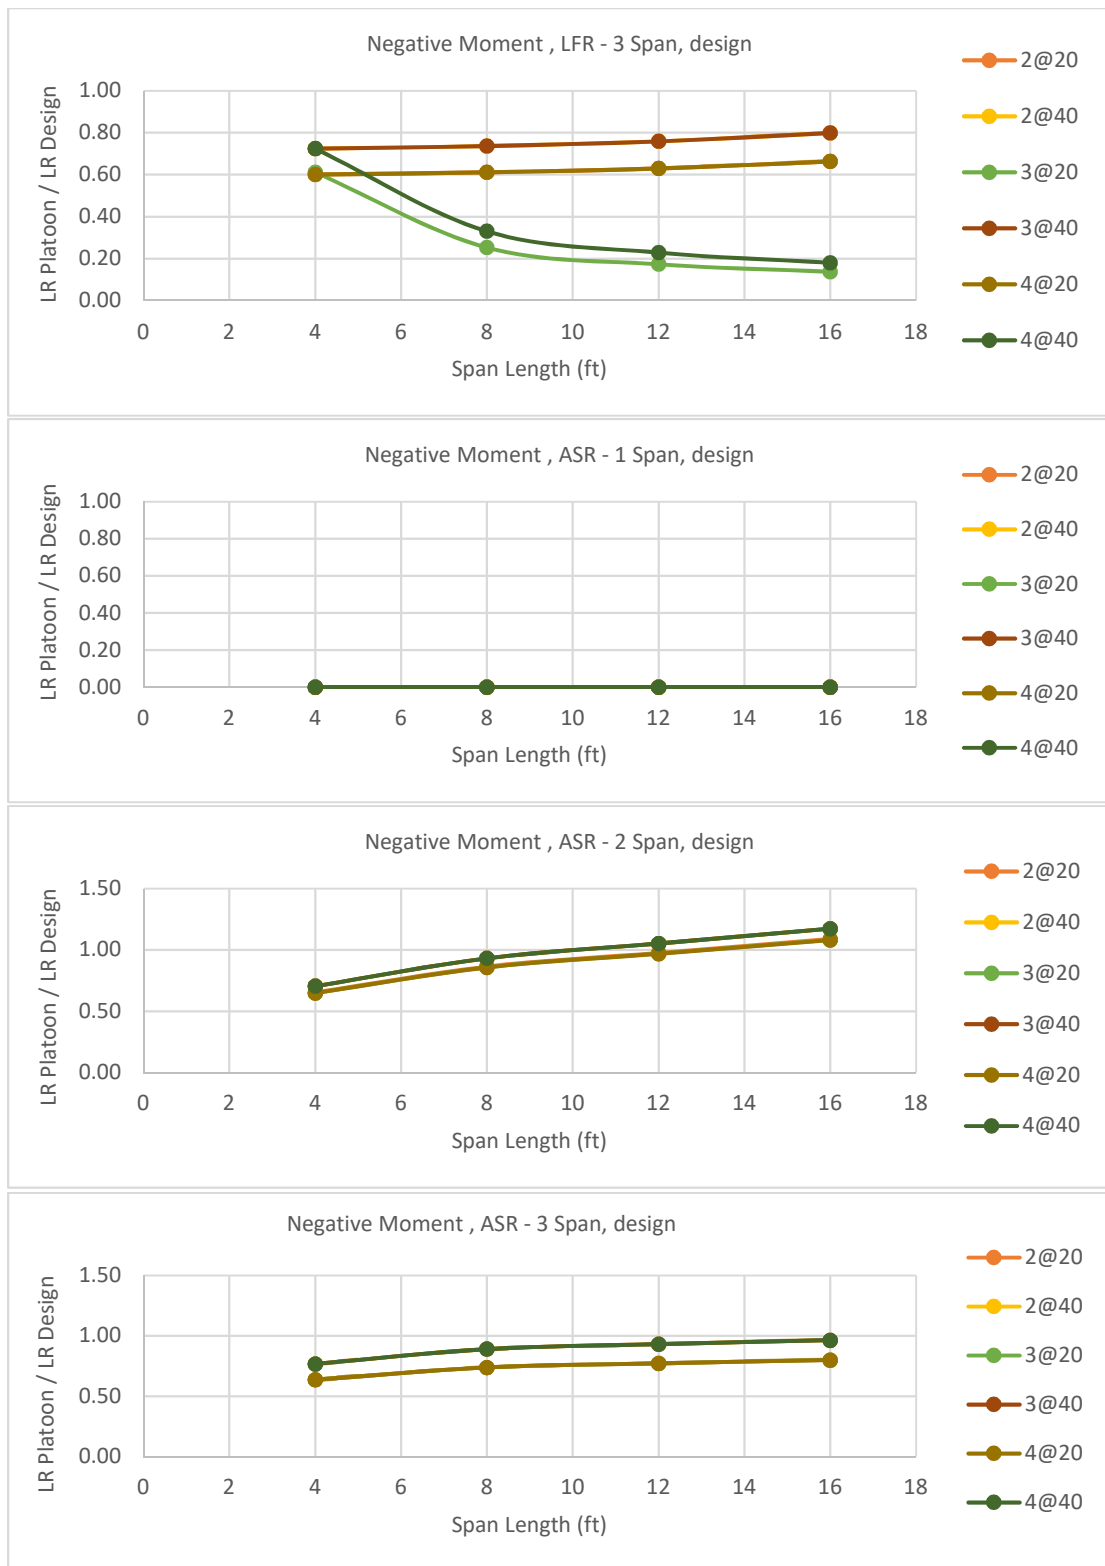 Negative Moment , LFR - 3 Span, design
LR Platoon / LR Design
1.00
0.80
0.60
0.40
0.20
0.00
0 2 4 6 8 10 12 14 16 18
Span Length (ft)
2@20
2@40
3@20
3@40
4@20
4@40
Negative Moment , ASR - 1 Span, design
LR Platoon / LR Design
1.00
0.80
0.60
0.40
0.20
0.00
0 2 4 6 8 10 12 14 16 18
Span Length (ft)
2@20
2@40
3@20
3@40
4@20
4@40
Negative Moment , ASR - 2 Span, design
LR Platoon / LR Design
1.50
1.00
0.50
0.00
0 2 4 6 8 10 12 14 16 18
Span Length (ft)
2@20
2@40
3@20
3@40
4@20
4@40
Negative Moment , ASR - 3 Span, design
LR Platoon / LR Design
1.50
1.00
0.50
0.00
0 2 4 6 8 10 12 14 16 18
Span Length (ft)
2@20
2@40
3@20
3@40
4@20
4@40